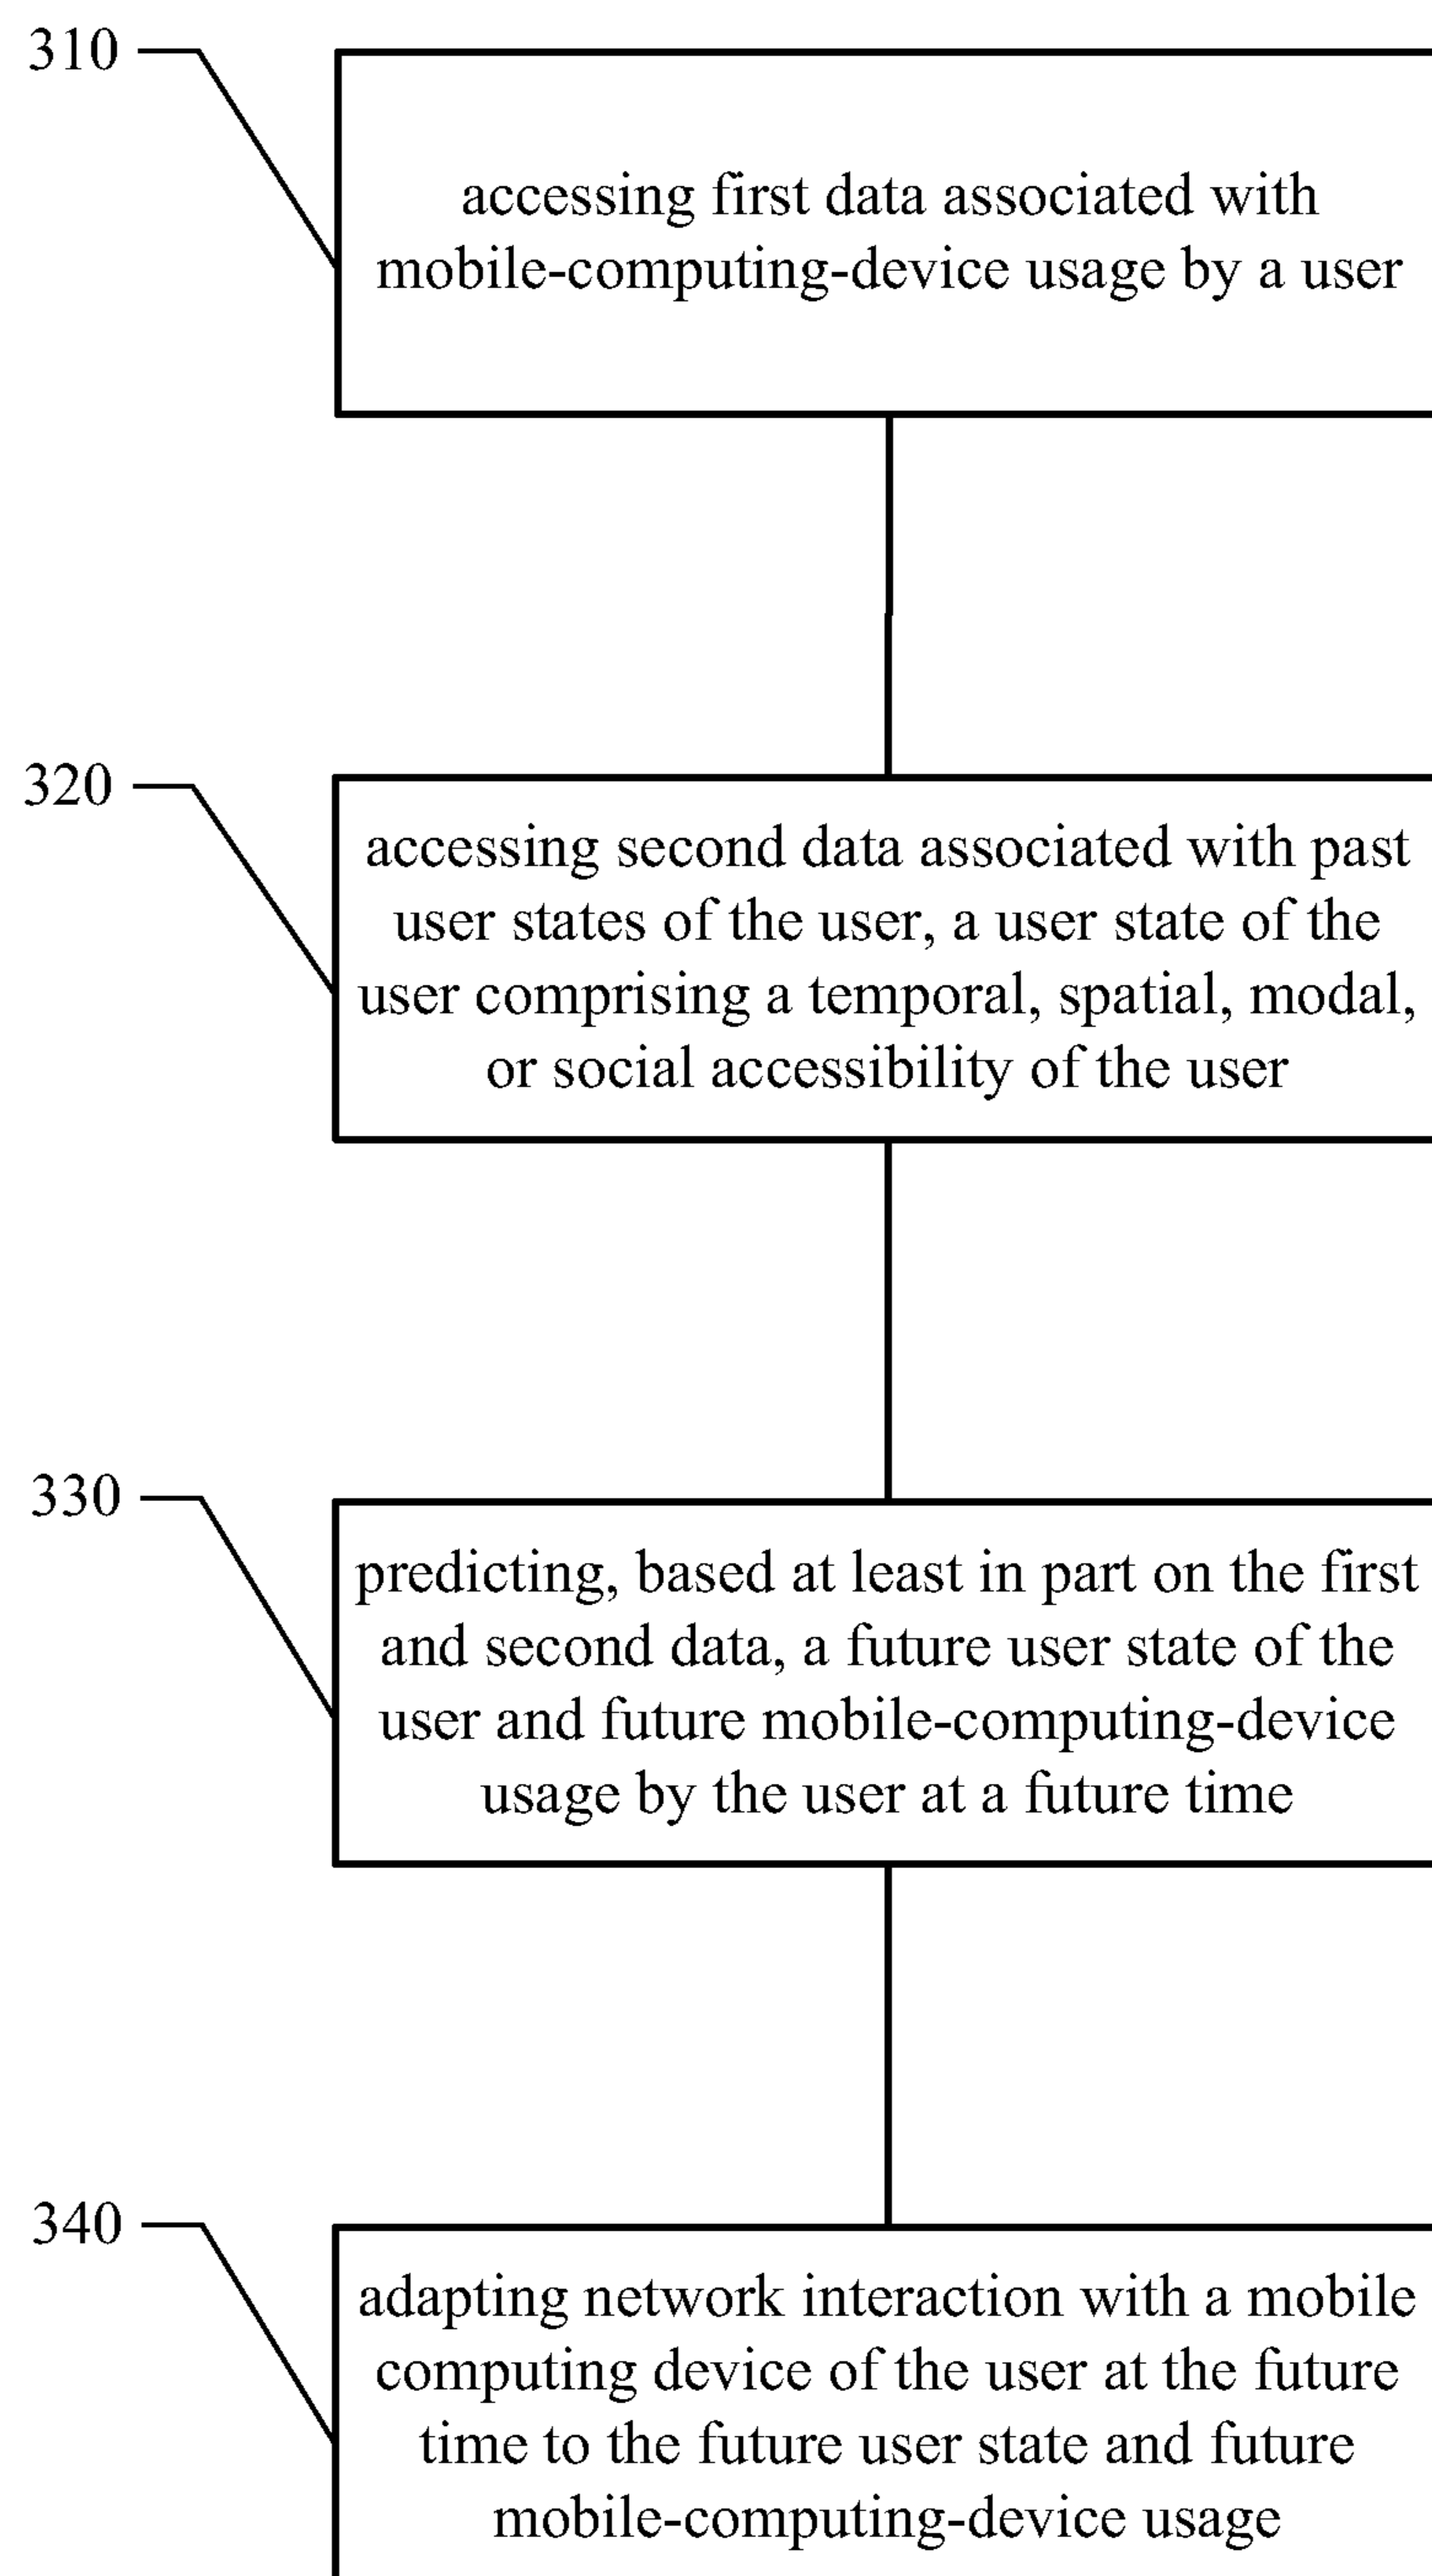 310
accessing first data associated with
mobile-computing-device usage by a user
320
accessing second data associated with past
user states of the user, a user state of the
user comprising a temporal, spatial, modal,
or social accessibility of the user
330
predicting, based at least in part on the first
and second data, a future user state of the
user and future mobile-computing-device
usage by the user at a future time
340
adapting network interaction with a mobile
computing device of the user at the future
time to the future user state and future
mobile-computing-device usage